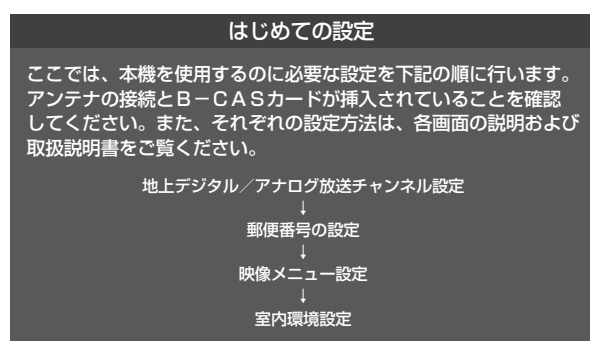 はじめての設定
ここでは、本機を使用するのに必要な設定を下記の順に行います。
アンテナの接続とB－CASカードが挿入されていることを確認
してください。また、それぞれの設定方法は、各画面の説明および
取扱説明書をご覧ください。
地上デジタル／アナログ放送チャンネル設定
↓
郵便番号の設定
↓
映像メニュー設定
↓
室内環境設定